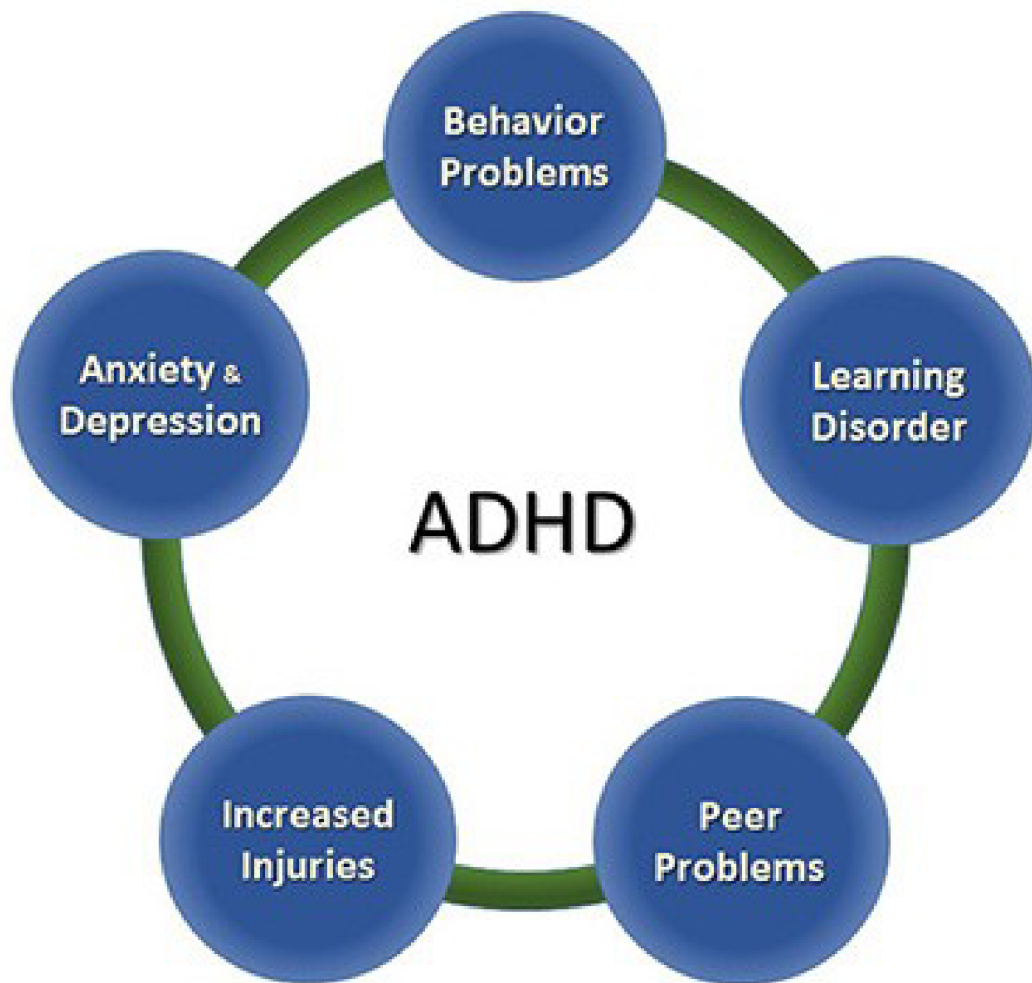 Behavior
Problems
Learning
Disorder
Peer
Problems
Increased
Injuries
Anxiety &
Depression
ADHD